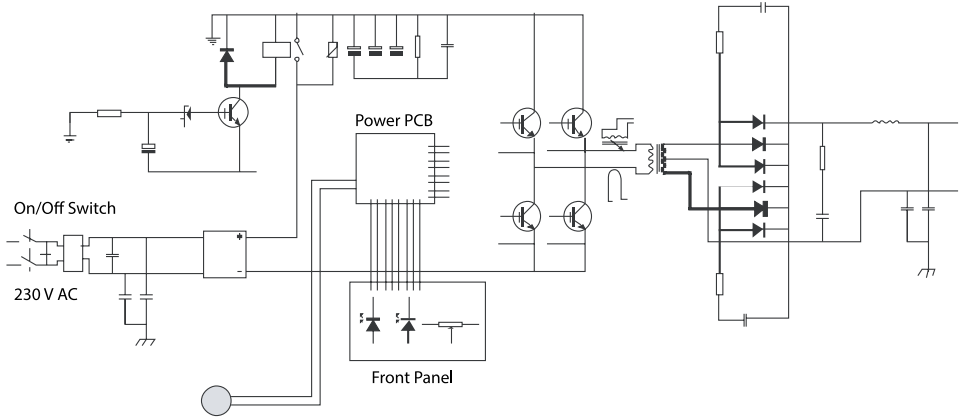 Power PCB
On/Off Switch
+
-
230 V AC
Front Panel